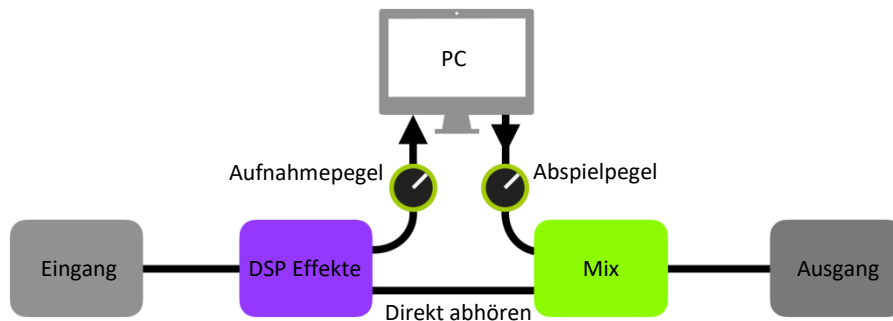 PC
Aufnahmepegel
Abspielpegel
Eingang
DSP Effekte
Mix
Ausgang
Direkt abhören